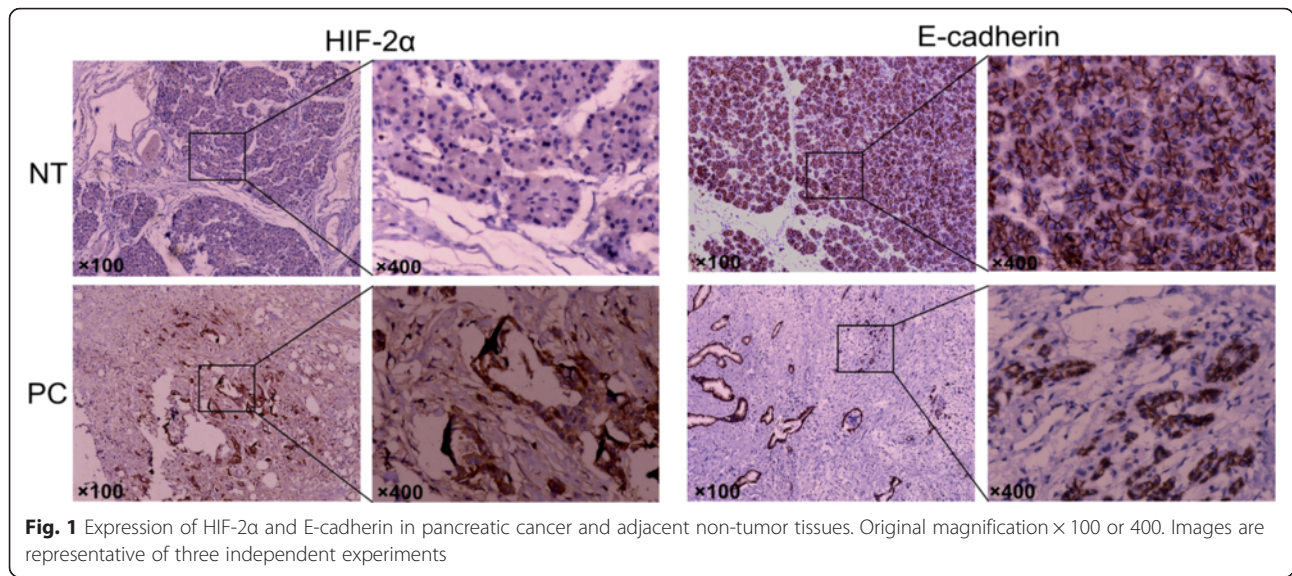 HIF-2α
E-cadherin
NT
×100
×400
×100
×400
PC
×100
×400
×100
×400
Fig. 1 Expression of HIF-2α and E-cadherin in pancreatic cancer and adjacent non-tumor tissues. Original magnification × 100 or 400. Images are
representative of three independent experiments